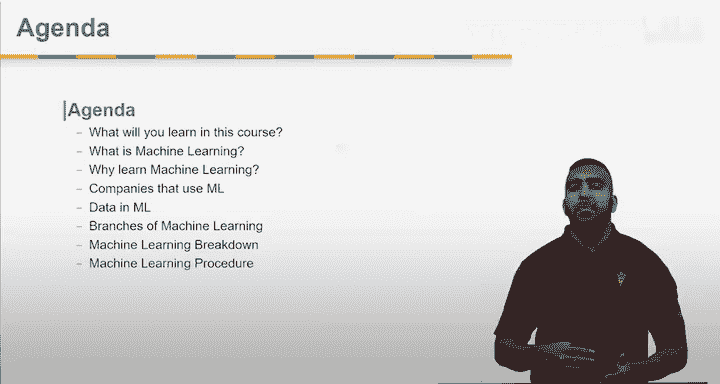 Agenda
Agenda
– What will you learn in this course?
– What is Machine Learning?
– Why learn Machine Learning?
– Companies that use ML
– Data in ML
– Branches of Machine Learning
– Machine Learning Breakdown
– Machine Learning Procedure